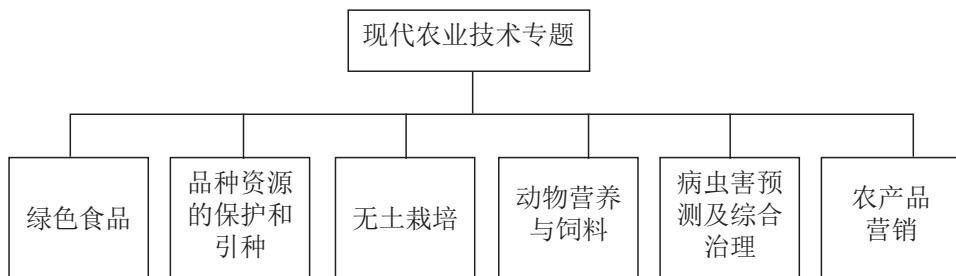 现代农业技术专题
绿色食品
品种资源
的保护和
引种
无土栽培
动物营养
与饲料
病虫害预
测及综合
治理
农产品
营销